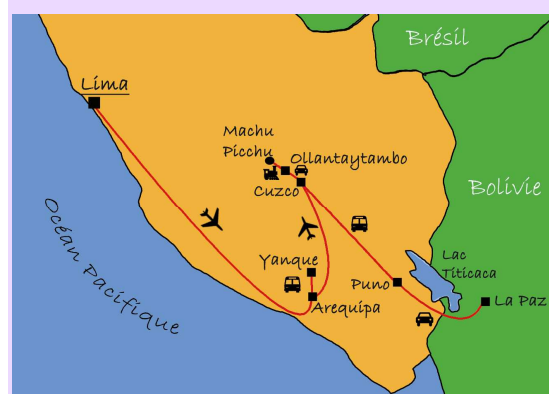 Brésil
Lima
Machu
Picchu
Ollantaytambo
Cuzco
Bolivie
Océan Pacifique
Lac
Titicaca
Yanque
Puno
Arequipa
La Paz